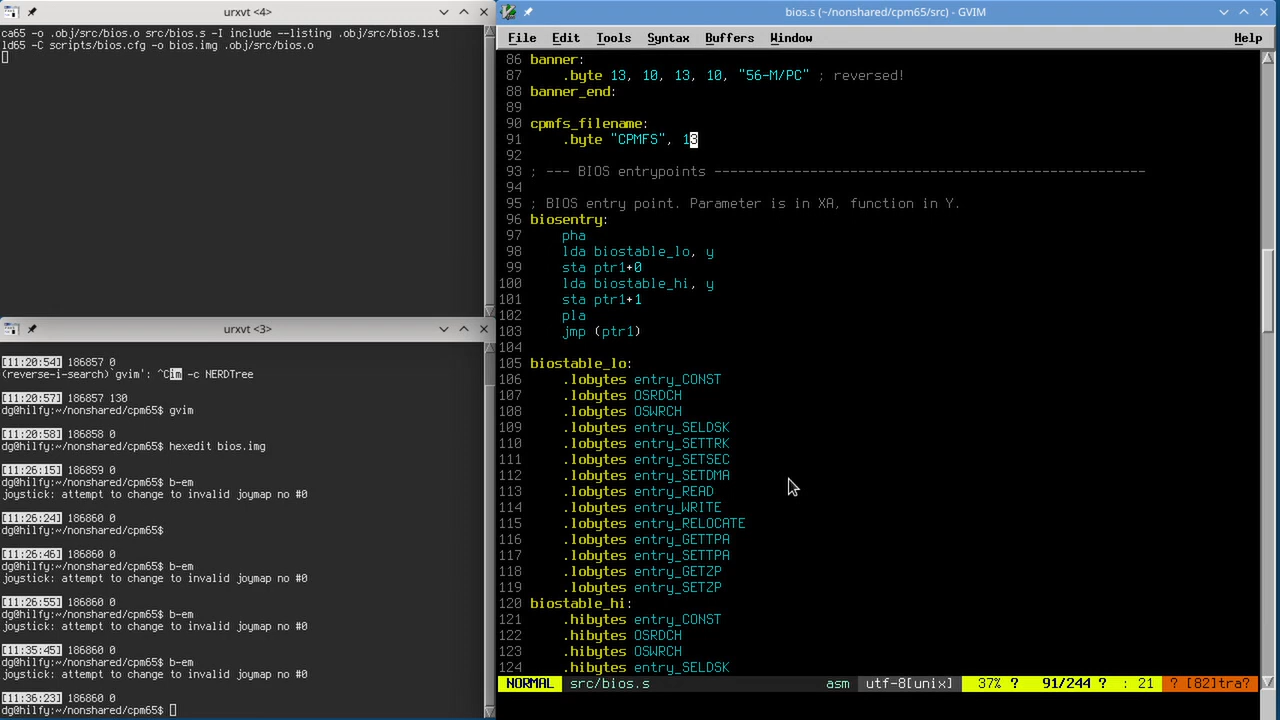 urxvt <4>
ca65 -o .obj/src/bios.o src/bios.s -I include --listing .obj/src/bios.lst
ld65 -C scripts/bios.cfg -o bios.img .obj/src/bios.o
urxvt <3>
[11:20:54] 186857 0
(reverse-i-search)`gvim': ^Cim -c NERDTree
[11:20:57] 186857 130
dg@hilfy:~/nonshared/cpm65$ gvim
[11:20:58] 186858 0
dg@hilfy:~/nonshared/cpm65$ hexedit bios.img
[11:26:15] 186859 0
dg@hilfy:~/nonshared/cpm65$ b-em
joystick: attempt to change to invalid joymap no #0
[11:26:24] 186860 0
dg@hilfy:~/nonshared/cpm65$
[11:26:46] 186860 0
dg@hilfy:~/nonshared/cpm65$ b-em
joystick: attempt to change to invalid joymap no #0
[11:26:55] 186860 0
dg@hilfy:~/nonshared/cpm65$ b-em
joystick: attempt to change to invalid joymap no #0
[11:35:45] 186860 0
dg@hilfy:~/nonshared/cpm65$ b-em
joystick: attempt to change to invalid joymap no #0
[11:36:23] 186860 0
dg@hilfy:~/nonshared/cpm65$
bios.s (~/nonshared/cpm65/src) - GVIM
File Edit Tools Syntax Buffers Window Help
86 banner:
87 .byte 13, 10, 13, 10, "56-M/PC" ; reversed!
88 banner_end:
89
90 cpmfs_filename:
91 .byte "CPMFS", 13
92
93 ; --- BIOS entrypoints ------------------------------------------------------
94
95 ; BIOS entry point. Parameter is in XA, function in Y.
96 biosentry:
97 pha
98 lda biostable_lo, y
99 sta ptr1+0
100 lda biostable_hi, y
101 sta ptr1+1
102 pla
103 jmp (ptr1)
104
105 biostable_lo:
106 .lobytes entry_CONST
107 .lobytes OSRDCH
108 .lobytes OSWRCH
109 .lobytes entry_SELDSK
110 .lobytes entry_SETTRK
111 .lobytes entry_SETSEC
112 .lobytes entry_SETDMA
113 .lobytes entry_READ
114 .lobytes entry_WRITE
115 .lobytes entry_RELOCATE
116 .lobytes entry_GETTPA
117 .lobytes entry_SETTPA
118 .lobytes entry_GETZP
119 .lobytes entry_SETZP
120 biostable_hi:
121 .hibytes entry_CONST
122 .hibytes OSRDCH
123 .hibytes OSWRCH
124 .hibytes entry_SELDSK
NORMAL src/bios.s asm utf-8[unix] 37% ? 91/244 ? : 21 ? [82]tra?